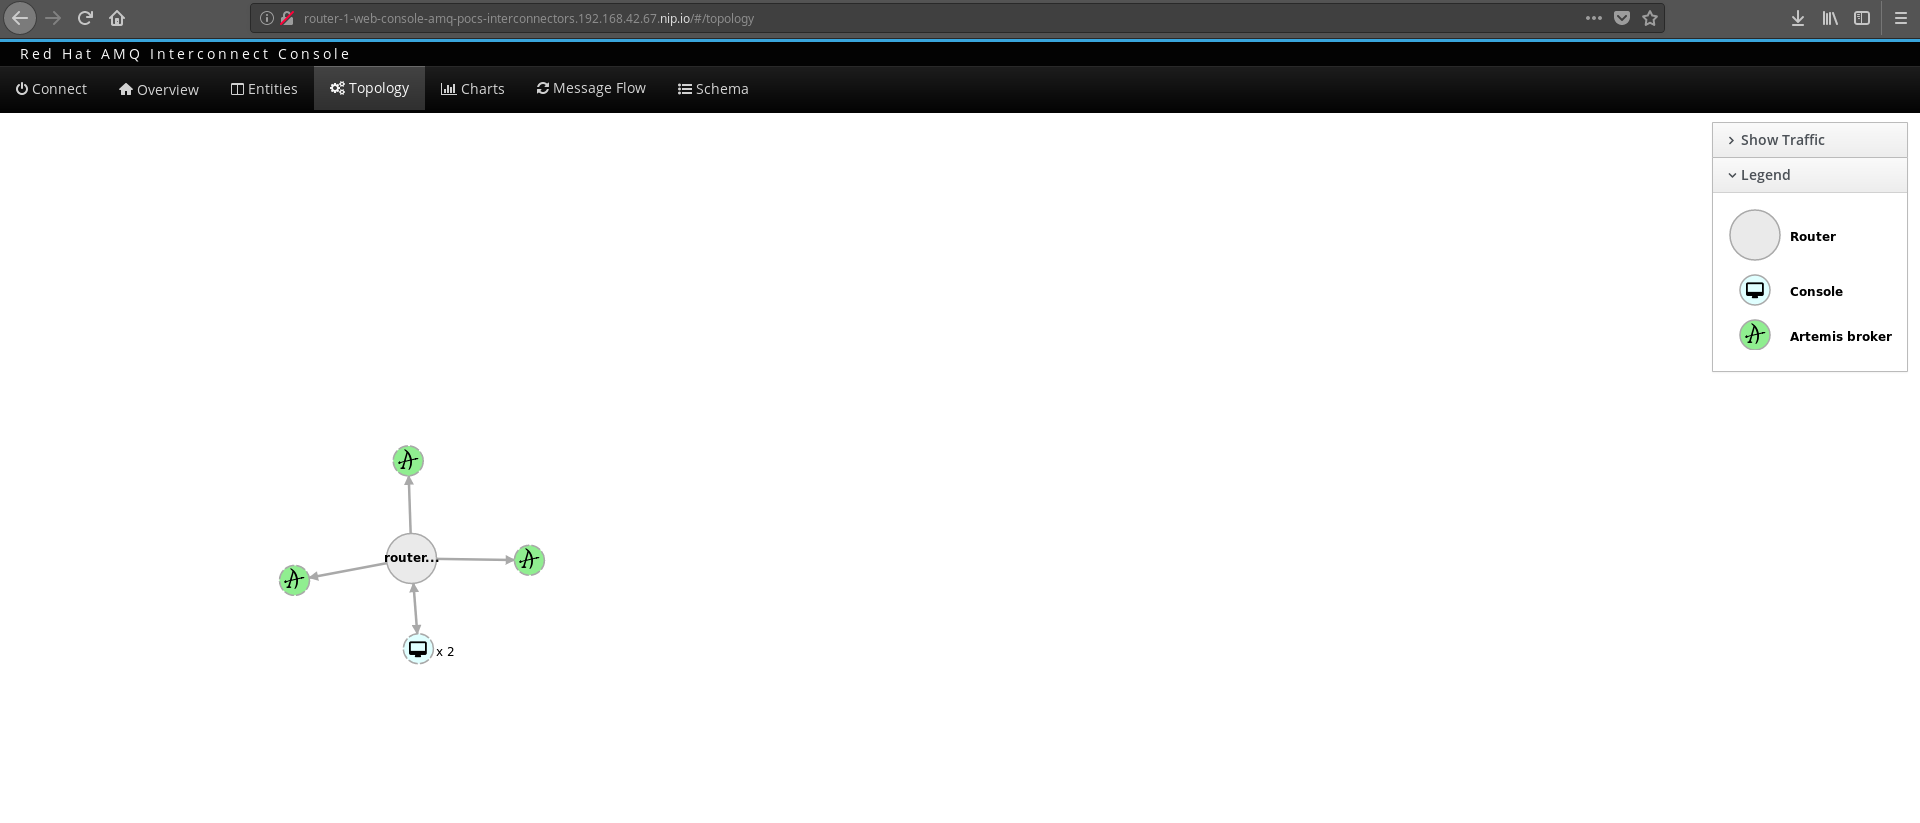 router-1-web-console-amq-pocs-interconnectors.192.168.42.67.nip.io/#/topology
Red Hat AMQ Interconnect Console
Connect Overview Entities Topology Charts Message Flow Schema
Show Traffic
Legend
Router
Console
Artemis broker
router...
x 2